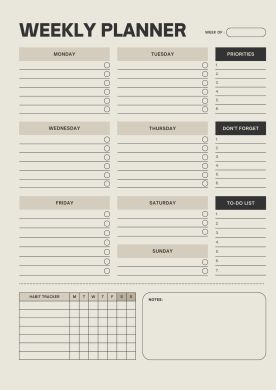 WEEKLY PLANNER
WEEK OF :
MONDAY
TUESDAY
PRIORITIES
1.
2.
3.
4.
5.
6.
WEDNESDAY
THURSDAY
DON'T FORGET
1.
2.
3.
4.
5.
6.
FRIDAY
SATURDAY
TO-DO LIST
1.
2.
3.
4.
SUNDAY
5.
6.
7.
HABIT TRACKER M T W T F S S
NOTES: